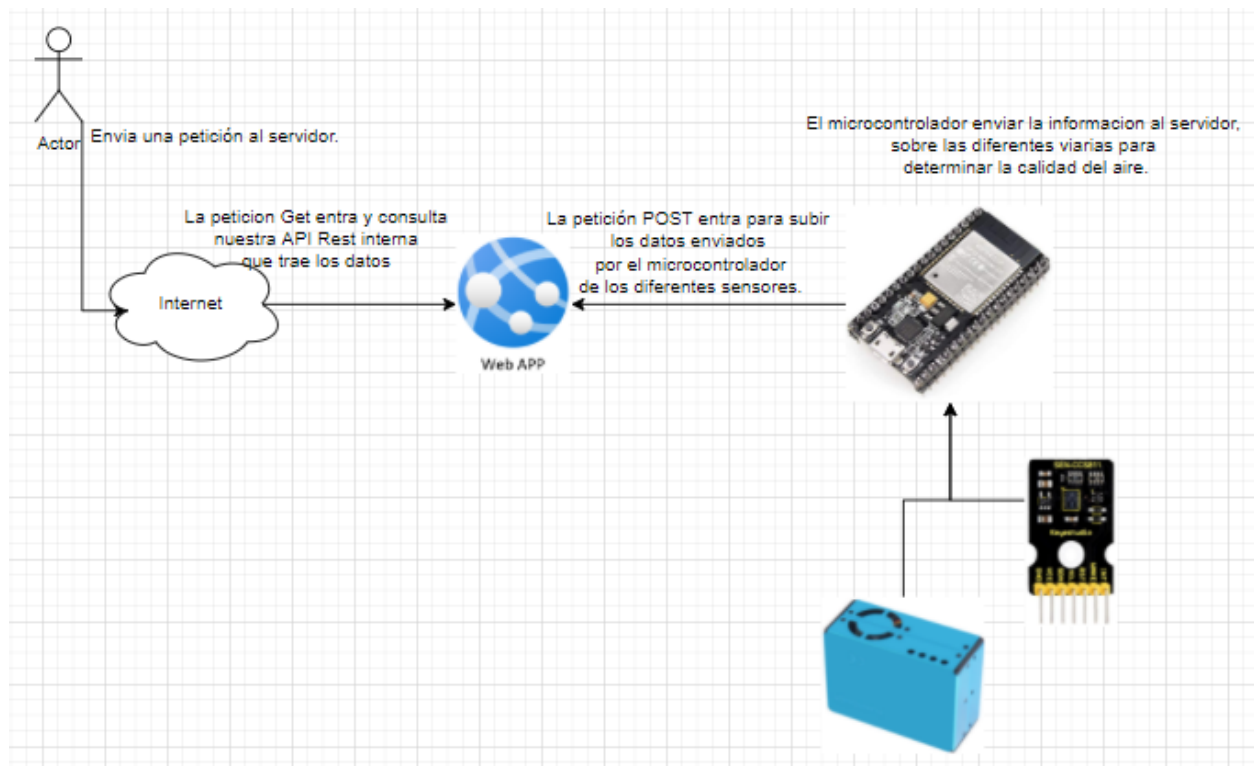 Actor
Envia una petición al servidor.
La peticion Get entra y consulta
nuestra API Rest interna
que trae los datos
Internet
Web APP
La petición POST entra para subir
los datos enviados
por el microcontrolador
de los diferentes sensores.
El microcontrolador enviar la informacion al servidor,
sobre las diferentes viarias para
determinar la calidad del aire.
Keyestudio